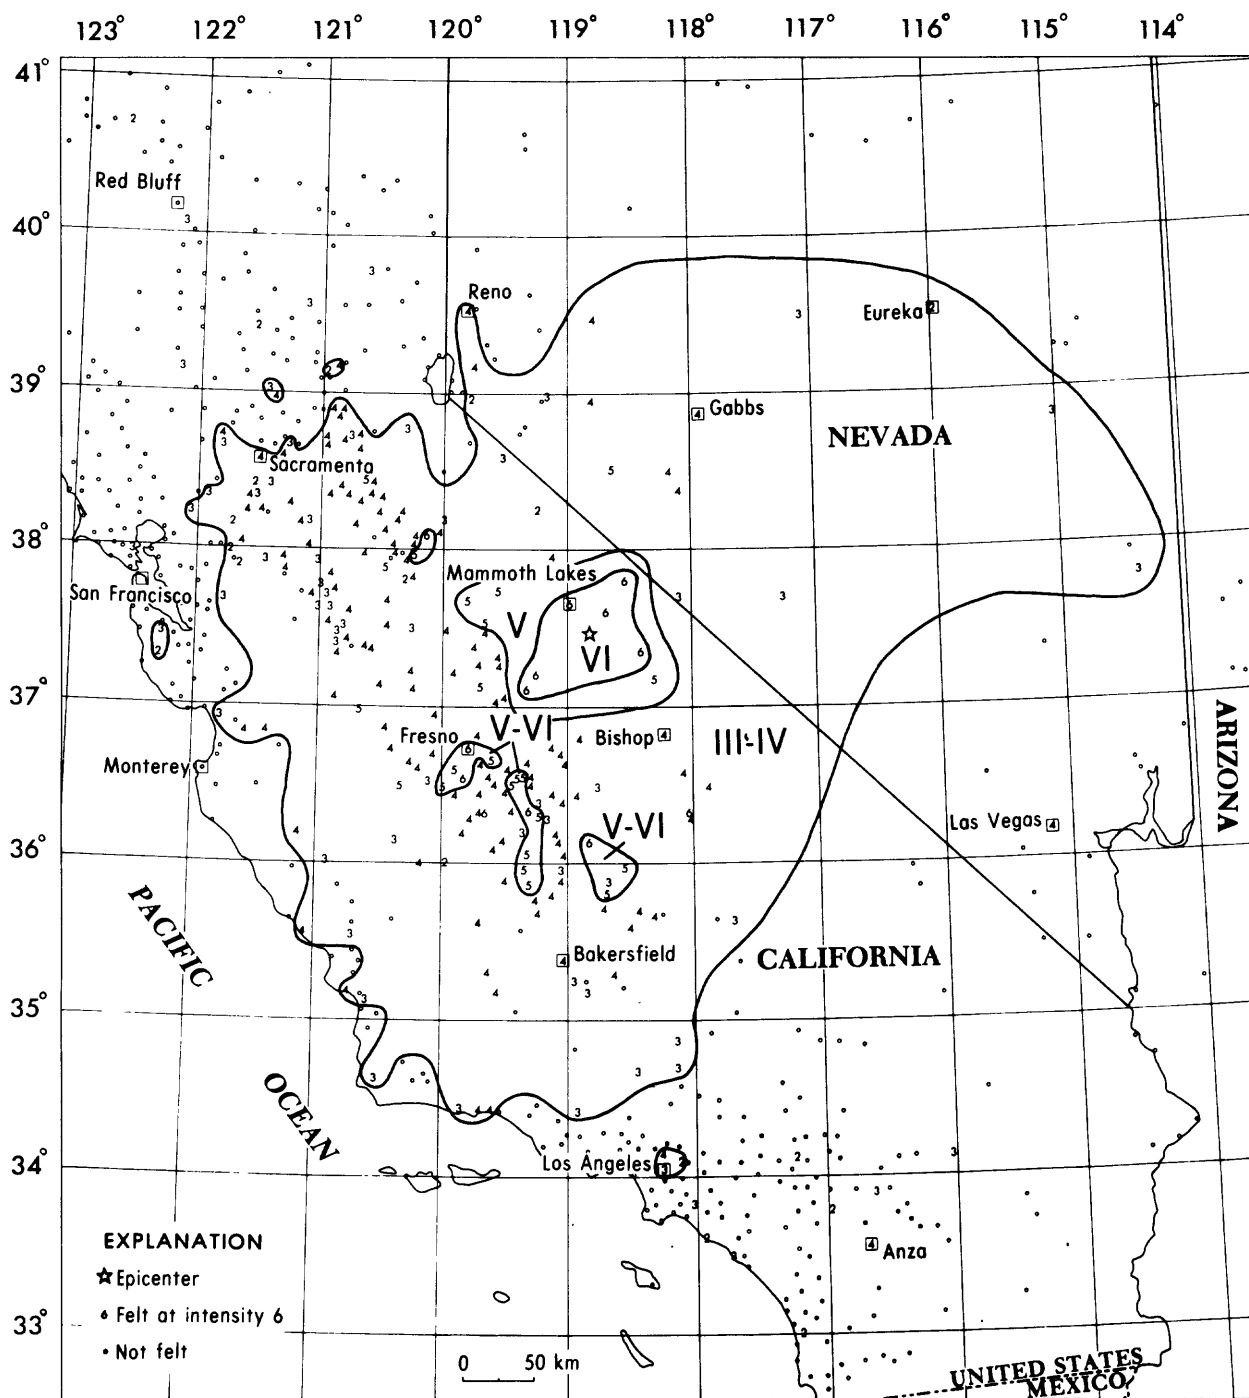 123° 122° 121° 120° 119° 118° 117° 116° 115° 114°
41°
Red Bluff
40°
Reno
Eureka
39°
Gabbs
NEVADA
Sacramenta
38°
Mammoth Lakes
San Francisco
V
VI
37°
V-VI
Fresno
Bishop
III-IV
ARIZONA
Monterey
Las Vegas
V-VI
36°
PACIFIC
Bakersfield
CALIFORNIA
35°
OCEAN
34°
Los Ángeles
EXPLANATION
Anza
Epicenter
6 Felt at intensity 6
33°
• Not felt
0 50 km
UNITED STATES
MEXICO